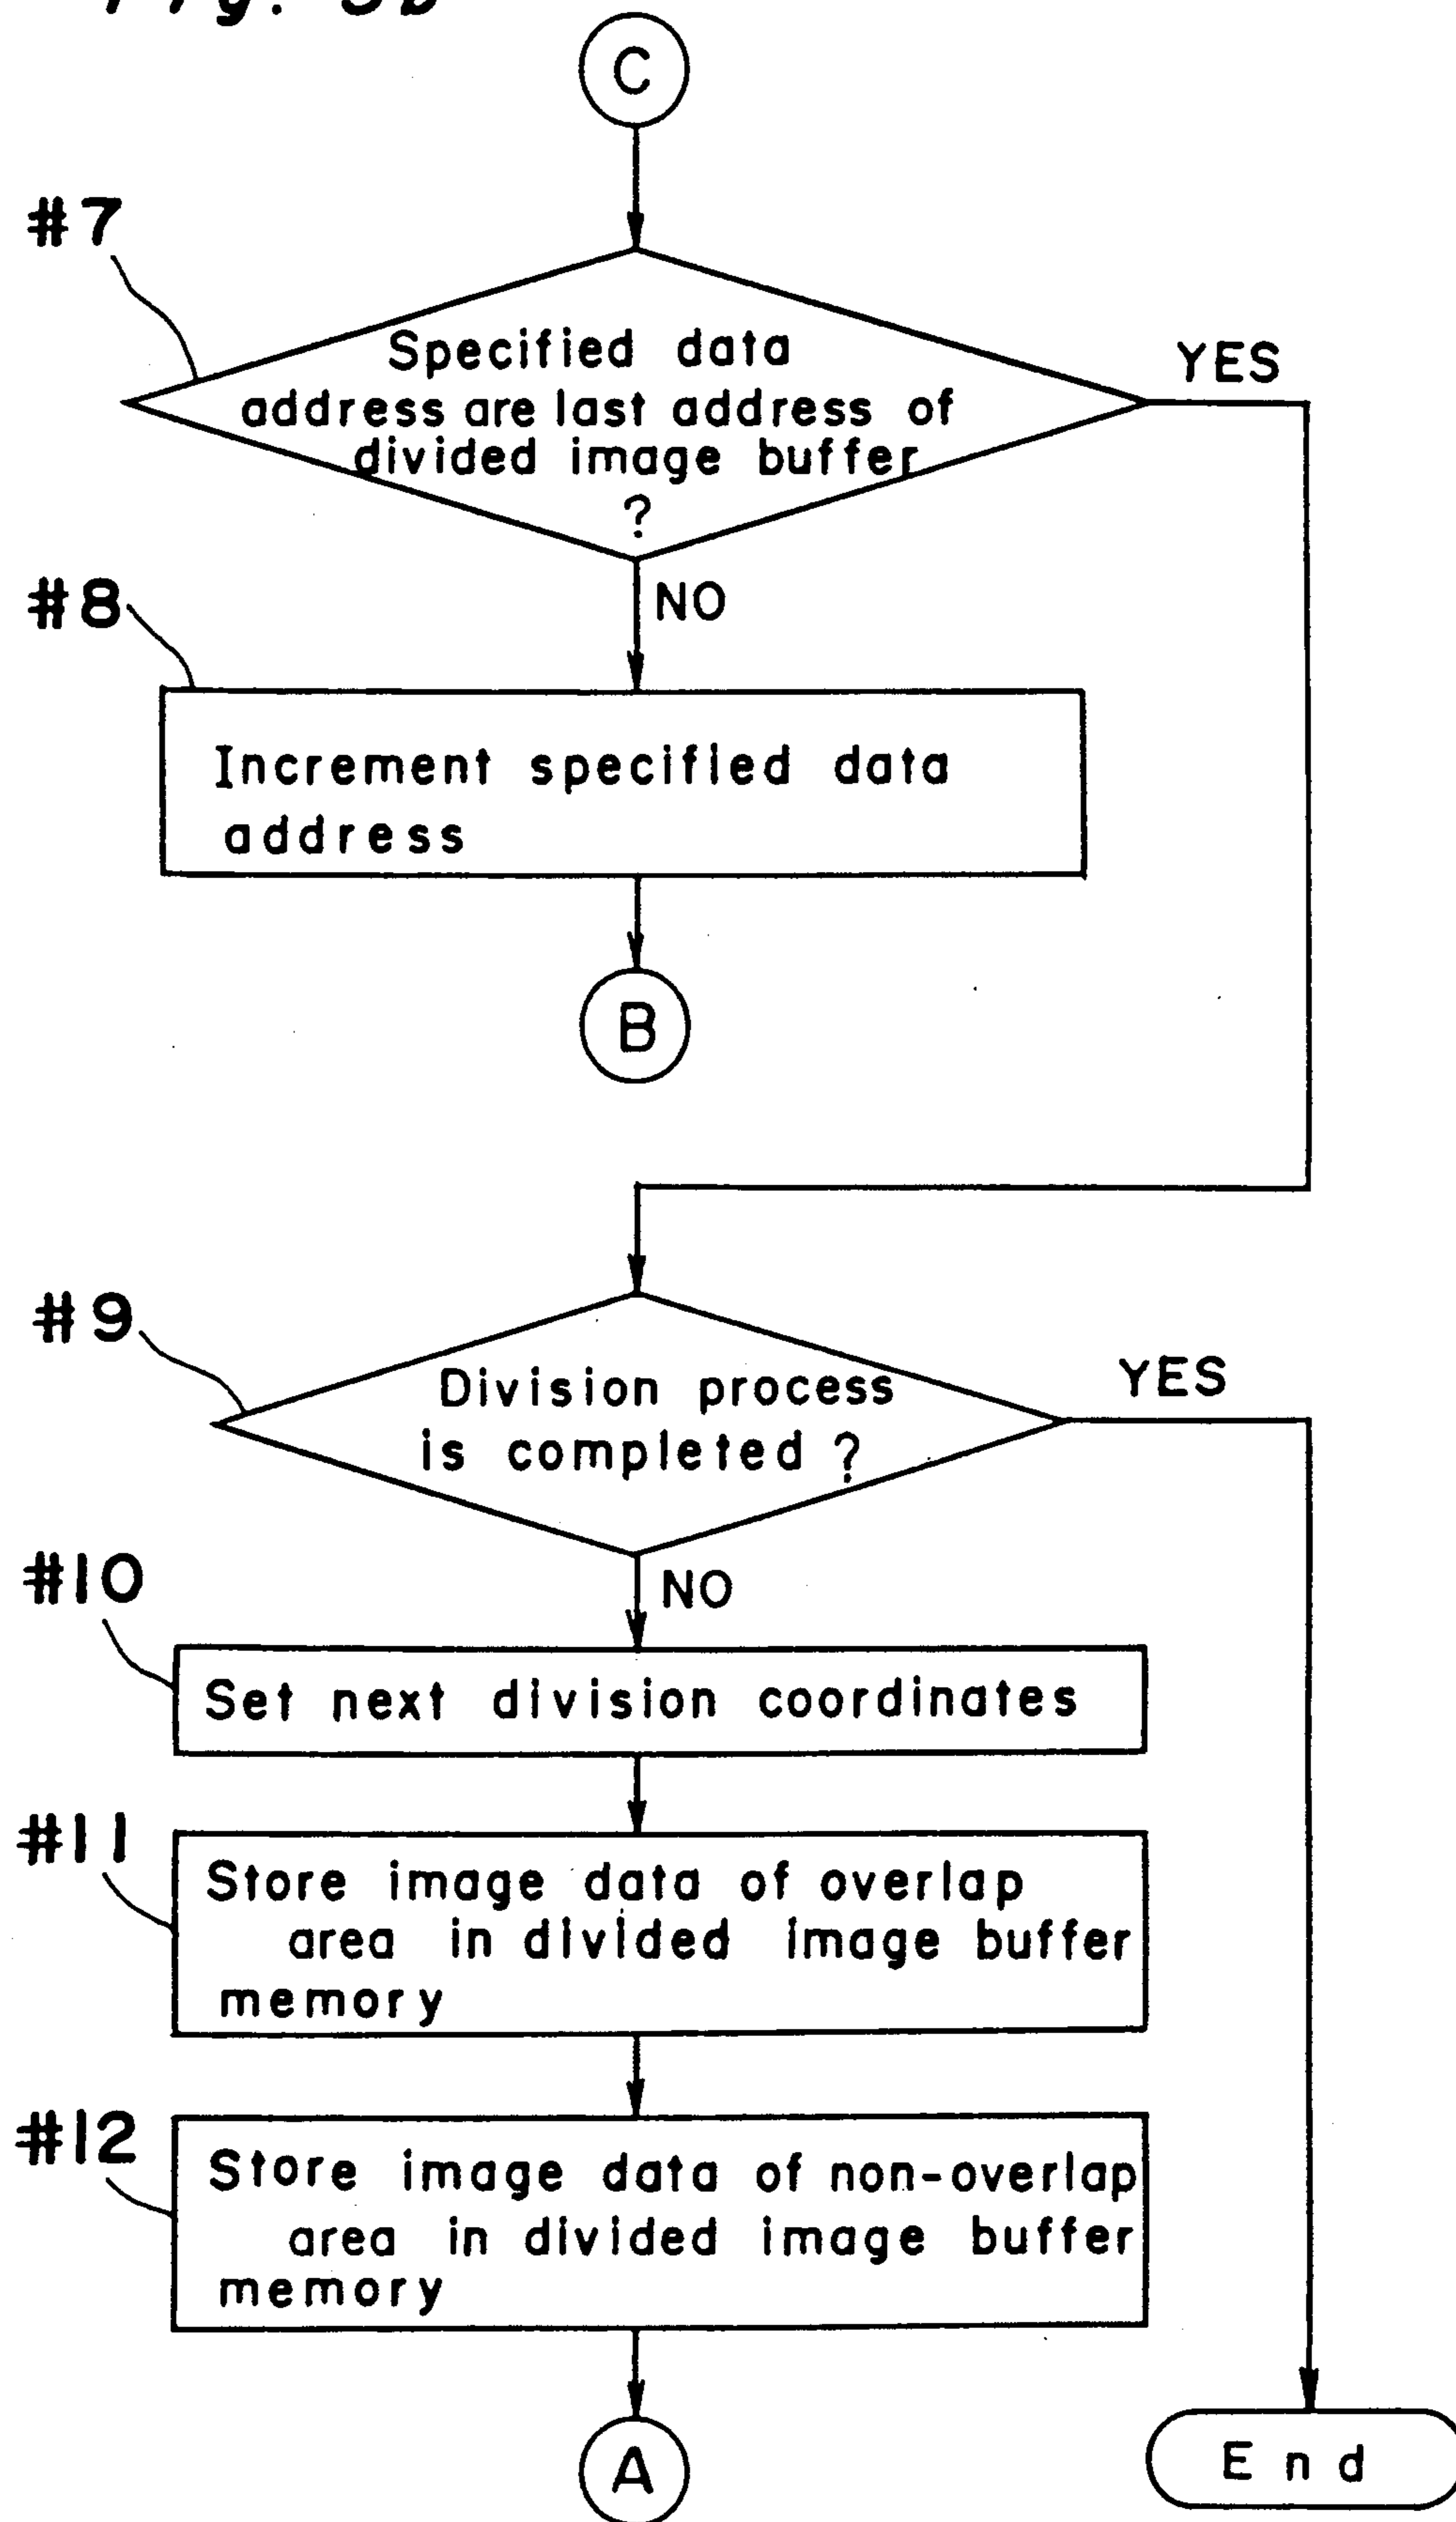 C
#7
Specified data
address are last address of
divided image buffer
?
YES
NO
#8
Increment specified data
address
B
#9
Division process
is completed ?
YES
NO
#10
Set next division coordinates
#11
Store image data of overlap
area in divided image buffer
memory
#12
Store image data of non-overlap
area in divided image buffer
memory
A
End